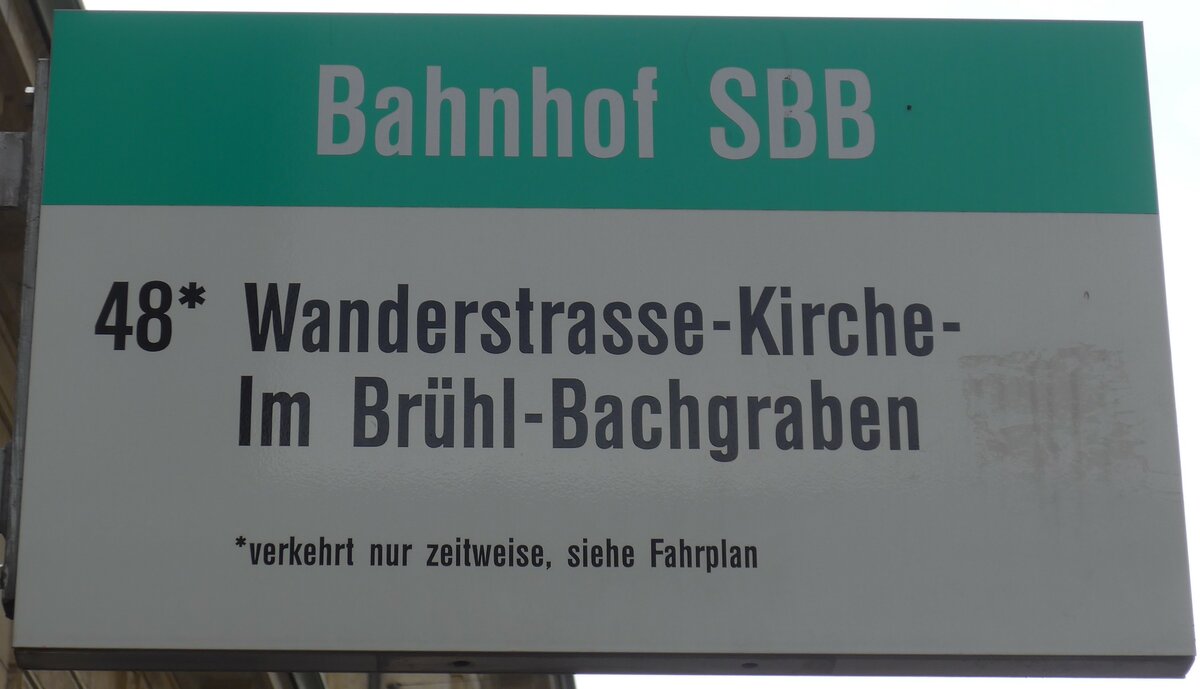 Bahnhof SBB
48* Wanderstrasse-Kirche-
Im Brühl-Bachgraben
*verkehrt nur zeitweise, siehe Fahrplan